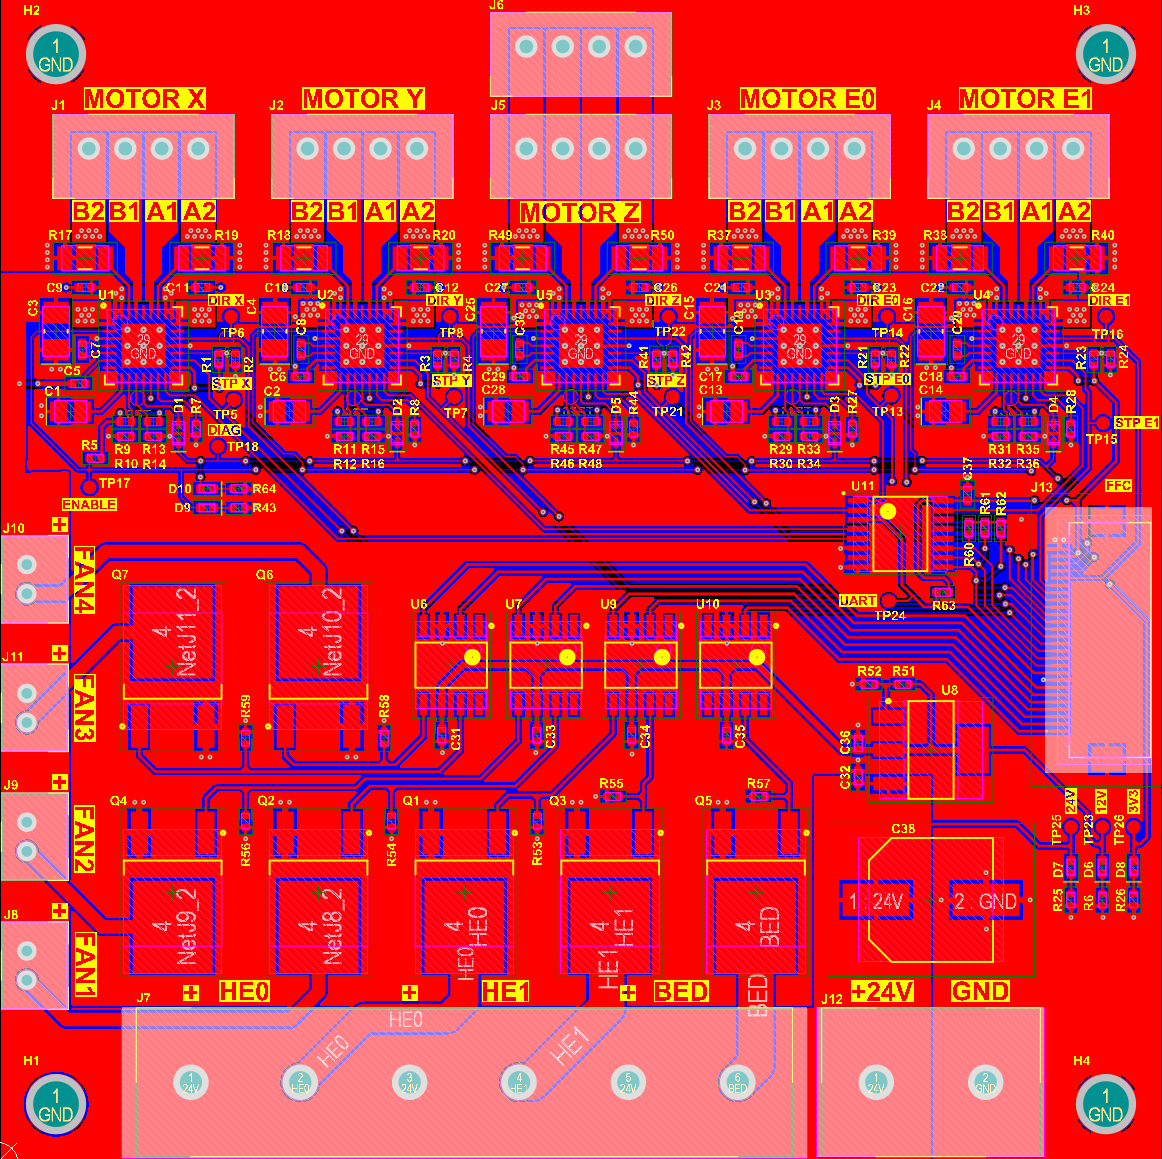 H2
J6
H3
1
GND
1
GND
MOTOR X
MOTOR Y
MOTOR E0
MOTOR E1
J1
J2
J5
J3
J4
B2 B1 A1 A2
B2 B1 A1 A2
MOTOR Z
B2 B1 A1 A2
B2 B1 A1 A2
R17 R19 R18 R20 R49 R50 R37 R39 R38 R40
C9 C11 C10 C12 C27 C26 C21 C23 C22 C24
U1 U2 C25 U5 U3 U4
DIR X DIR Y DIR Z DIR E0 DIR E1
C3 C4 C15 C16
TP6 TP8 TP22 TP14 TP16
29 GND
29 GND
GND
29 GND
29 GND
C7 R1 R2 C8 R3 R24 C30 R41 R42 R21 R22 R23 R24
C5 STP X C6 STP Y C29 STP Z C17 STP E0 C18
C1 C2 C28 C13 C14
TP5 TP7 TP21 TP13
D1 R7 D2 R8 D5 R44 D3 R27 D4 R28
STP E1
TP15
DIAG
TP18
R5
R9 R13 R11 R15 R45 R47 R29 R33 R31 R35
R10 R14 R12 R16 R46 R48 R30 R34 R32 R36
TP17
ENABLE
D10 R64
D9 R43
U11 C37 R61 R62 J13 FFC
R60
J10
+
FAN4
Q7 Q6
UART
R63
TP24
4
NetJ11_2
4
NetJ10_2
U6 U7 U9 U10
J11
+
FAN3
R52 R51
U8
R59 R58
C31 C33 C34 C35
C36
C32
J9
+
FAN2
R55 R57
Q4 Q2 Q1 Q3 Q5
24V 12V 3V3
TP25 TP23 TP26
R56 R54 R53
C38
D7 D6 D8
R25 R6 R26
4
NetJ9_2
4
NetJ8_2
4
HE0
HE0
4
HE1
HE1
4
BED
BED
1 : 24V
2 : GND
J8
+
FAN1
J7
+ HE0 + HE1 + BED
J12
+24V GND
HE0
HE0
HE1
H1
H4
1
24V
2
HE0
3
24V
4
HE1
5
24V
6
BED
1
24V
2
GND
1
GND
1
GND